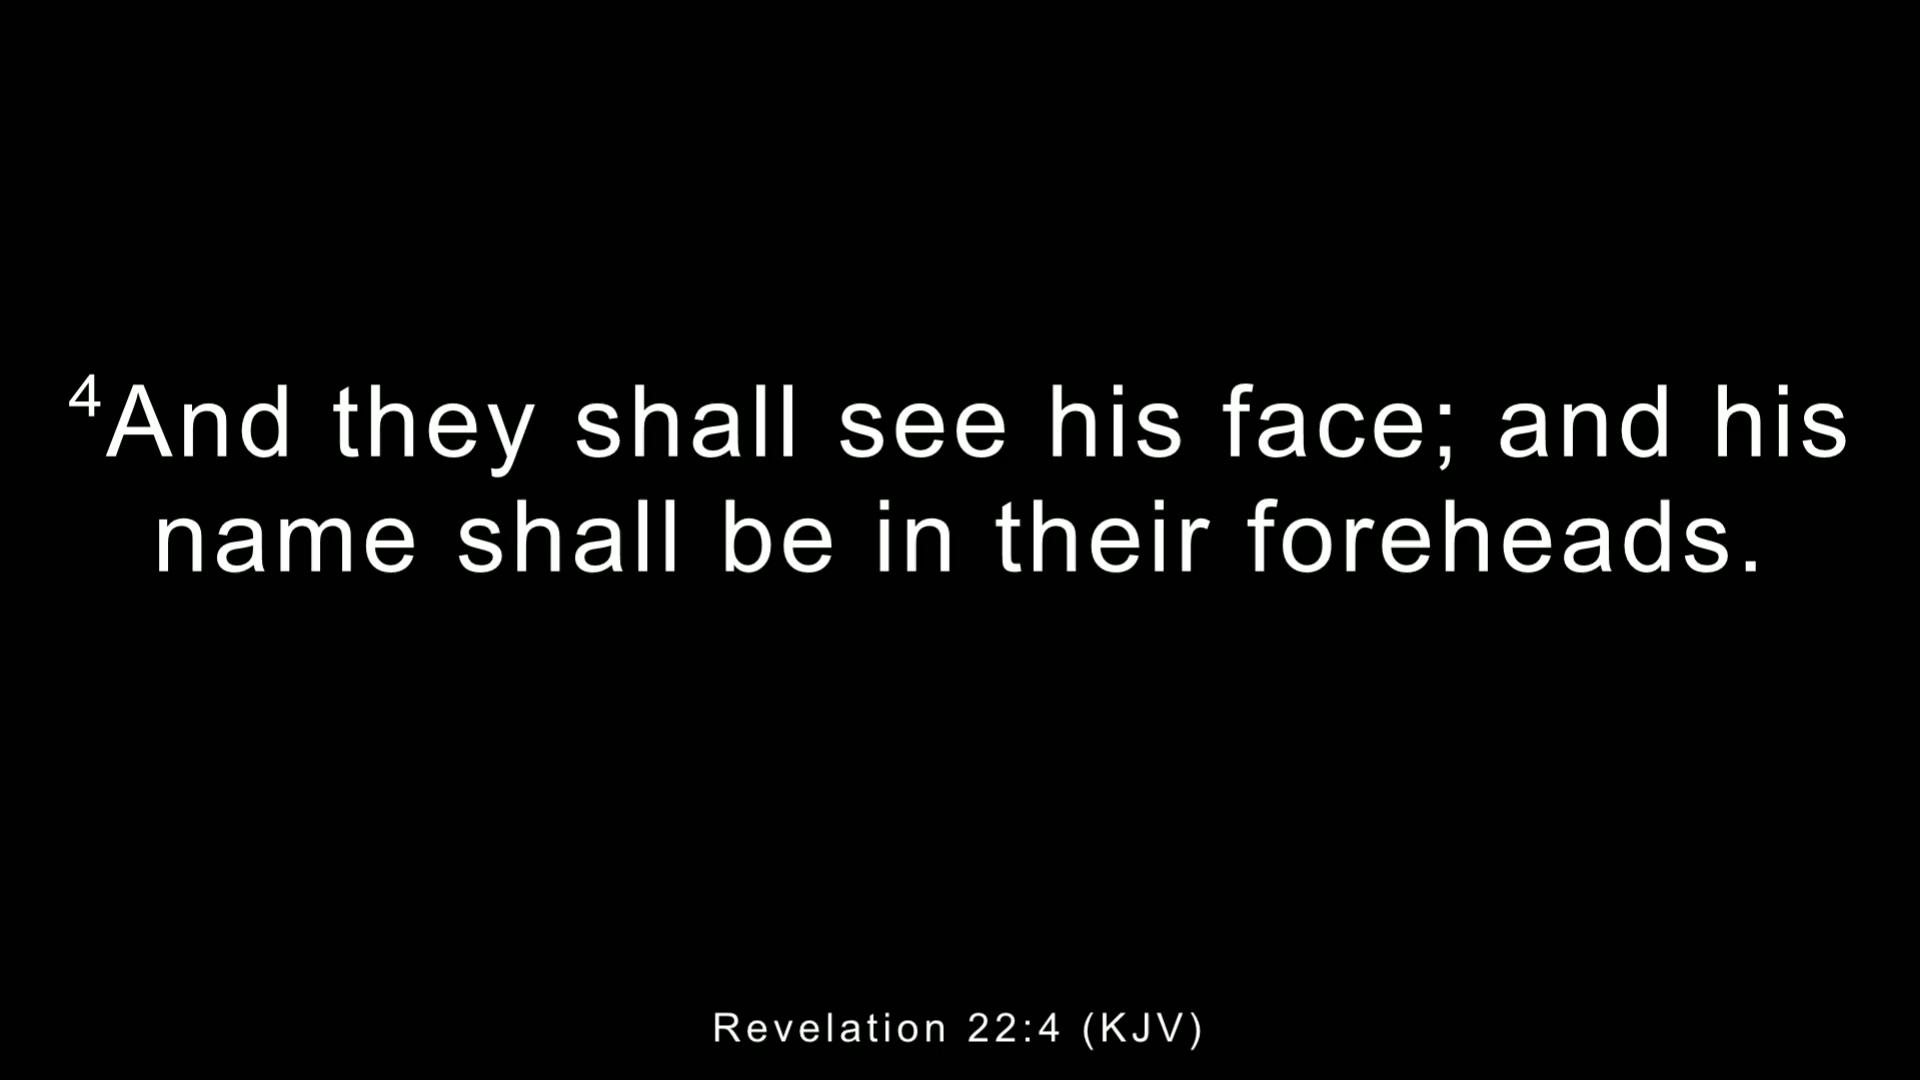 4And they shall see his face; and his
name shall be in their foreheads.
Revelation 22:4 (KJV)